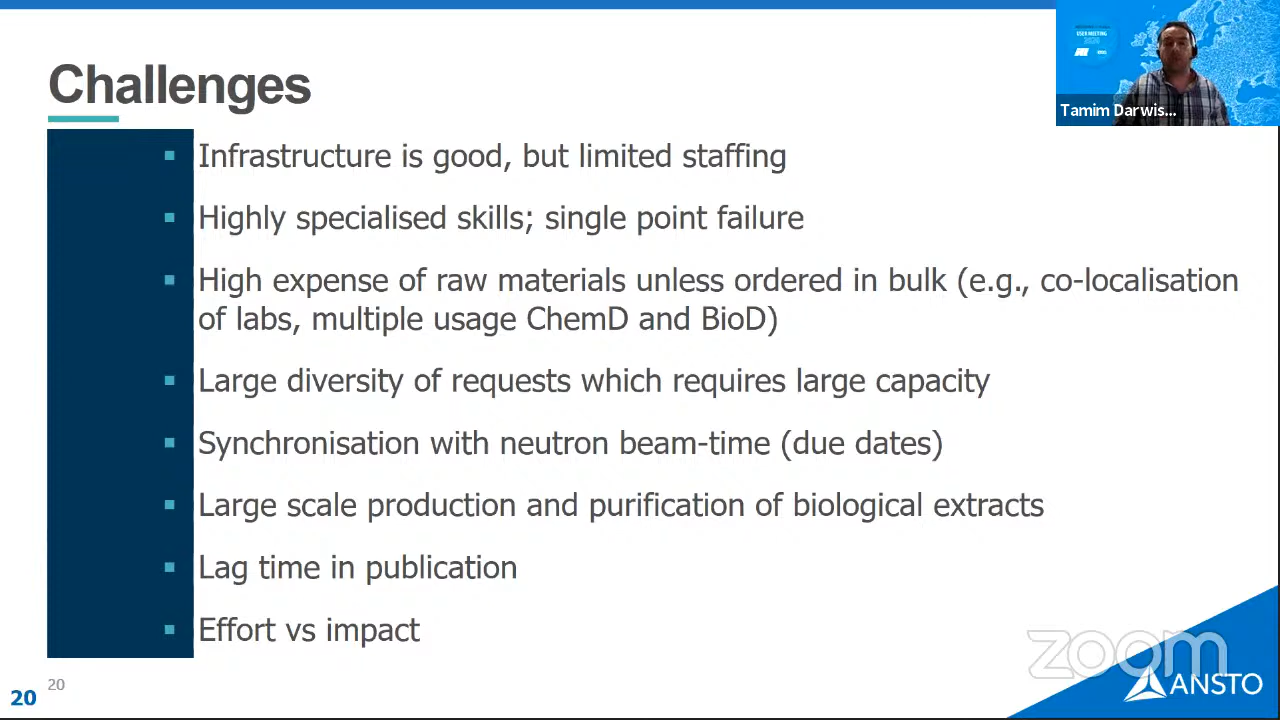 Challenges
USER MEETING
2020
Tamim Darwis...
Infrastructure is good, but limited staffing
Highly specialised skills; single point failure
High expense of raw materials unless ordered in bulk (e.g., co-localisation
of labs, multiple usage ChemD and BioD)
Large diversity of requests which requires large capacity
Synchronisation with neutron beam-time (due dates)
Large scale production and purification of biological extracts
Lag time in publication
Effort vs impact
zoom
ANSTO
20
20